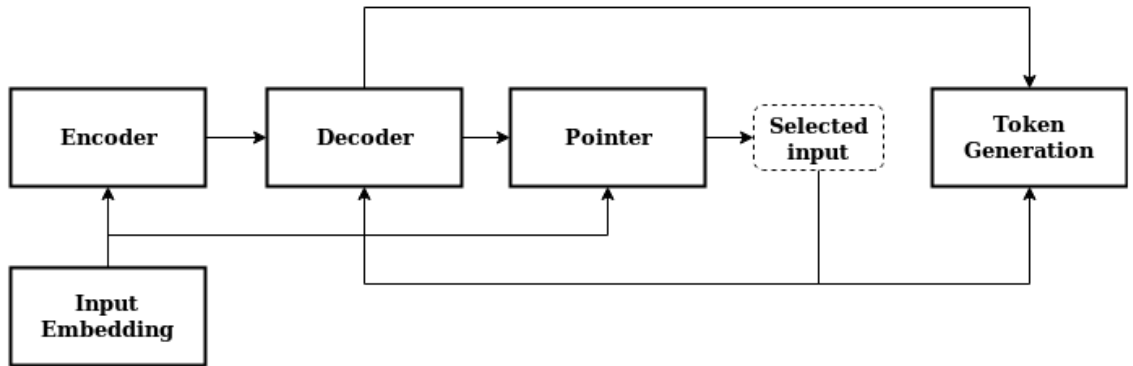 Encoder
Decoder
Pointer
Selected
input
Token
Generation
Input
Embedding